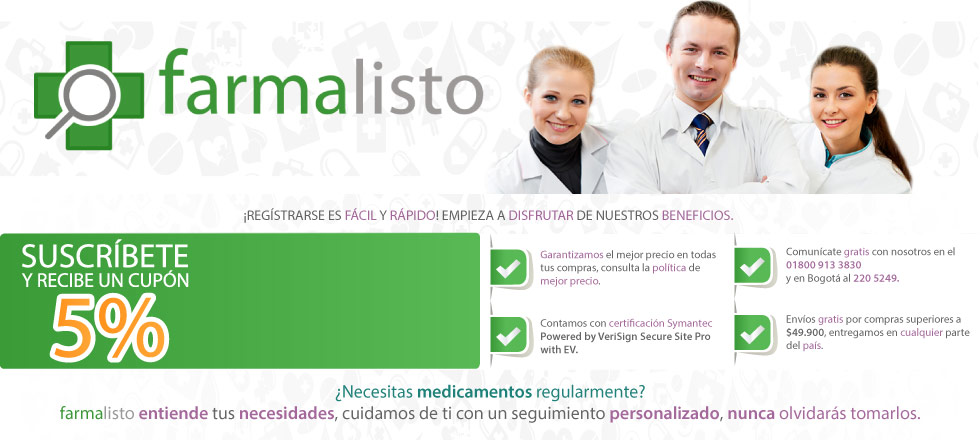 farmalisto
¡REGÍSTRARSE ES FÁCIL Y RÁPIDO! EMPIEZA A DISFRUTAR DE NUESTROS BENEFICIOS.
SUSCRÍBETE
Y RECIBE UN CUPÓN
5%
Garantizamos el mejor precio en todas
tus compras, consulta la política de
mejor precio.
Contamos con certificación Symantec
Powered by VeriSign Secure Site Pro
with EV.
Comunícate gratis con nosotros en el
01800 913 3830
y en Bogotá al 220 5249.
Envíos gratis por compras superiores a
$49.900, entregamos en cualquier parte
del país.
¿Necesitas medicamentos regularmente?
farmalisto entiende tus necesidades, cuidamos de ti con un seguimiento personalizado, nunca olvidarás tomarlos.